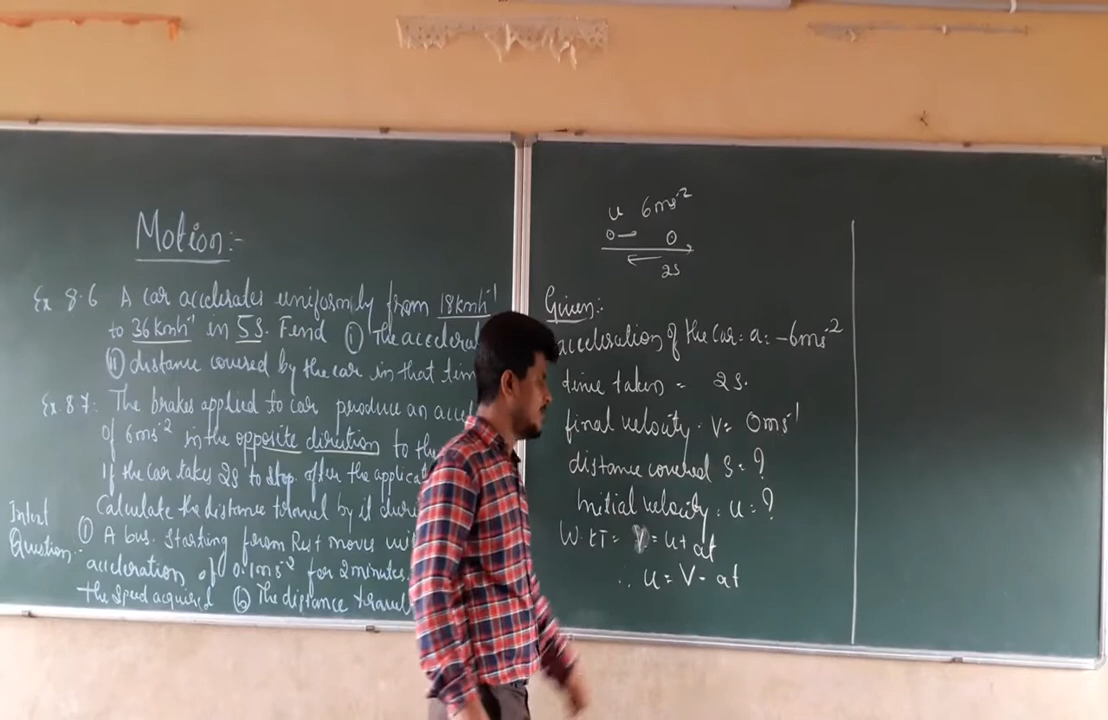 Motion:-
Ex 8.6 A car accelerates uniformly from 18kmh⁻¹
to 36kmh⁻¹ in 5s. Find (i) The accelerat
(ii) distance covered by the car in that tim
Ex.8.7: The brakes applied to car produce an acc
of 6ms⁻² in the opposite direction to the
If the car takes 2s to stop after the applica
Calculate the distance travel by it duri
Intext
Question: (1) A bus starting from Rest moves wi
acceleration of 0.1ms⁻² for 2 minutes.
the speed acquired (b) The distance travel
u 6ms⁻²
2s
Given:-
acceleration of the car = a = -6ms⁻²
time taken = 2s.
final velocity. V= 0ms⁻¹
distance covered S = ?
Initial velocity. u = ?
W.KT= V = u + at
∴ u = V - at